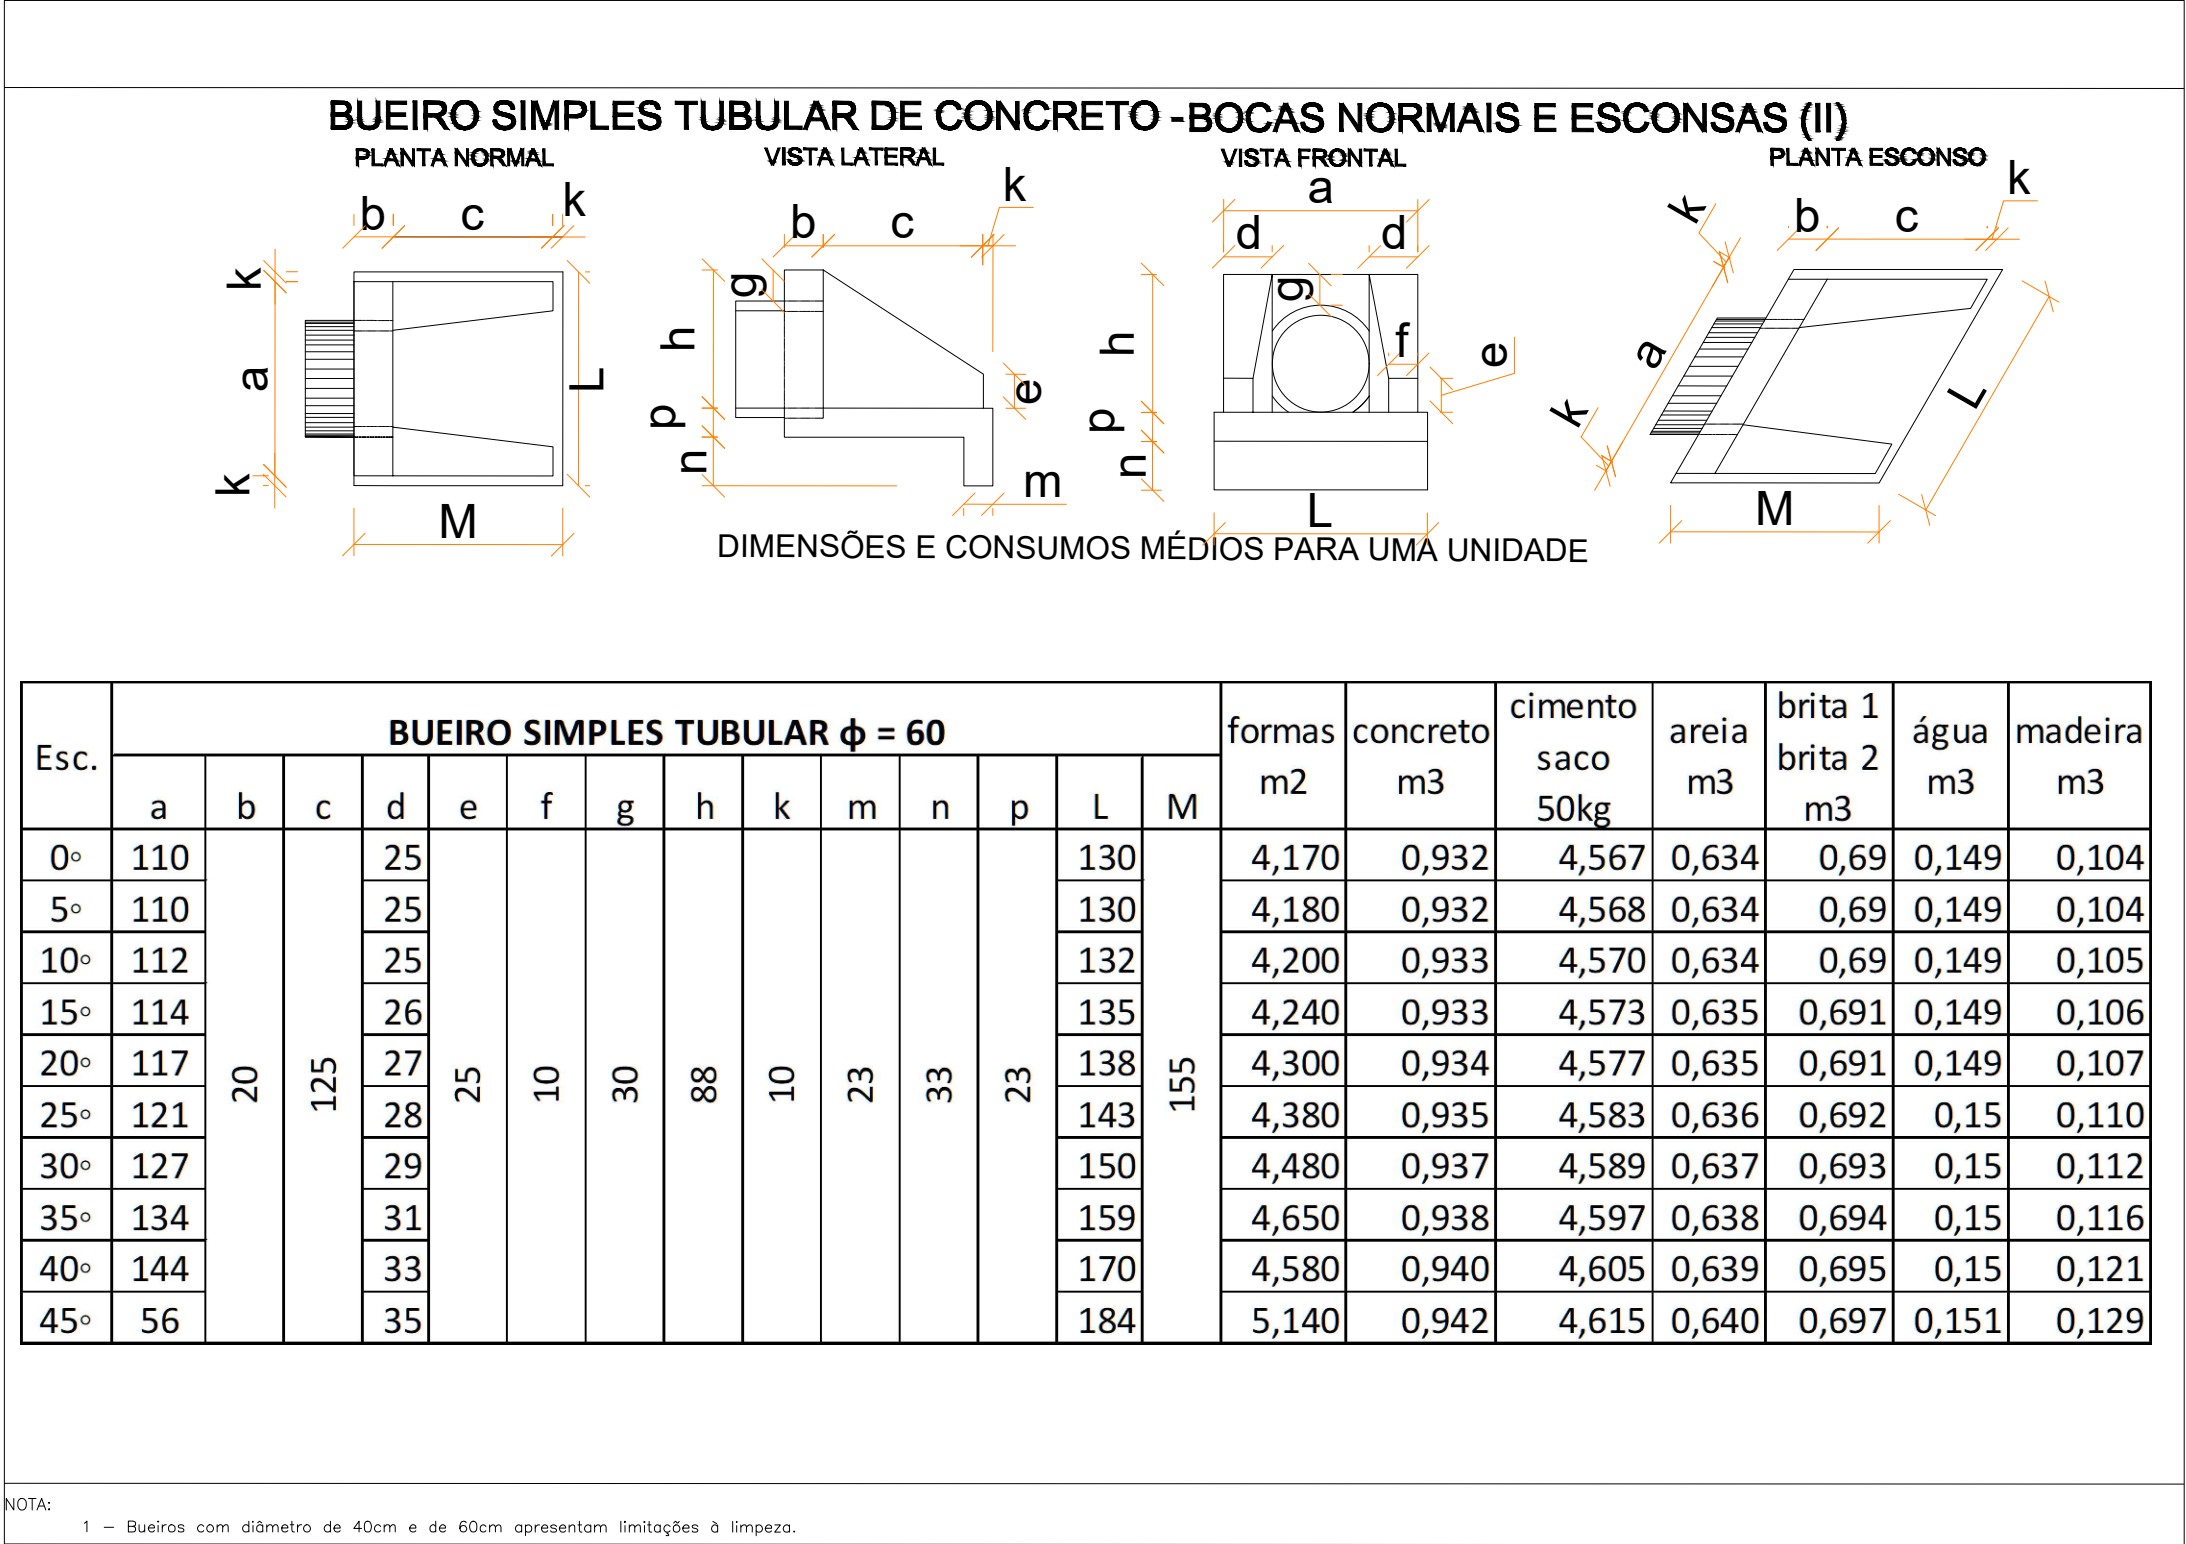 BUEIRO SIMPLES TUBULAR DE CONCRETO -BOCAS NORMAIS E ESCONSAS (II)
PLANTA NORMAL
b c k
k
a
k
L
M
VISTA LATERAL
b c k
g
h
p
n
e
m
VISTA FRONTAL
a
d d
g
h
f
e
p
n
L
PLANTA ESCONSO
k
b c k
a
k
L
M
DIMENSÕES E CONSUMOS MÉDIOS PARA UMA UNIDADE
Esc. BUEIRO SIMPLES TUBULAR ϕ = 60 formas m2 concreto m3 cimento saco 50kg areia m3 brita 1 brita 2 m3 água m3 madeira m3
a b c d e f g h k m n p L M
0° 110 25 130 4,170 0,932 4,567 0,634 0,69 0,149 0,104
5° 110 25 130 4,180 0,932 4,568 0,634 0,69 0,149 0,104
10° 112 25 132 4,200 0,933 4,570 0,634 0,69 0,149 0,105
15° 114 26 135 4,240 0,933 4,573 0,635 0,691 0,149 0,106
20° 117 27 138 4,300 0,934 4,577 0,635 0,691 0,149 0,107
20 125 25 10 30 88 10 23 33 23 155
25° 121 28 143 4,380 0,935 4,583 0,636 0,692 0,15 0,110
30° 127 29 150 4,480 0,937 4,589 0,637 0,693 0,15 0,112
35° 134 31 159 4,650 0,938 4,597 0,638 0,694 0,15 0,116
40° 144 33 170 4,580 0,940 4,605 0,639 0,695 0,15 0,121
45° 56 35 184 5,140 0,942 4,615 0,640 0,697 0,151 0,129
NOTA:
1 – Bueiros com diâmetro de 40cm e de 60cm apresentam limitações à limpeza.